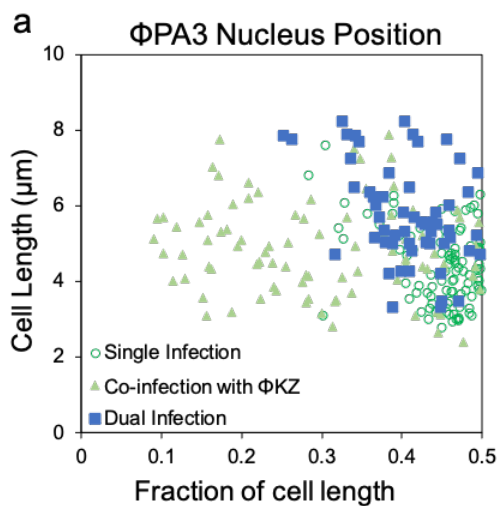 a
ΦPA3 Nucleus Position
Cell Length (μm)
10
8
6
4
2
0
Single Infection
Co-infection with ΦKZ
Dual Infection
0 0.1 0.2 0.3 0.4 0.5
Fraction of cell length